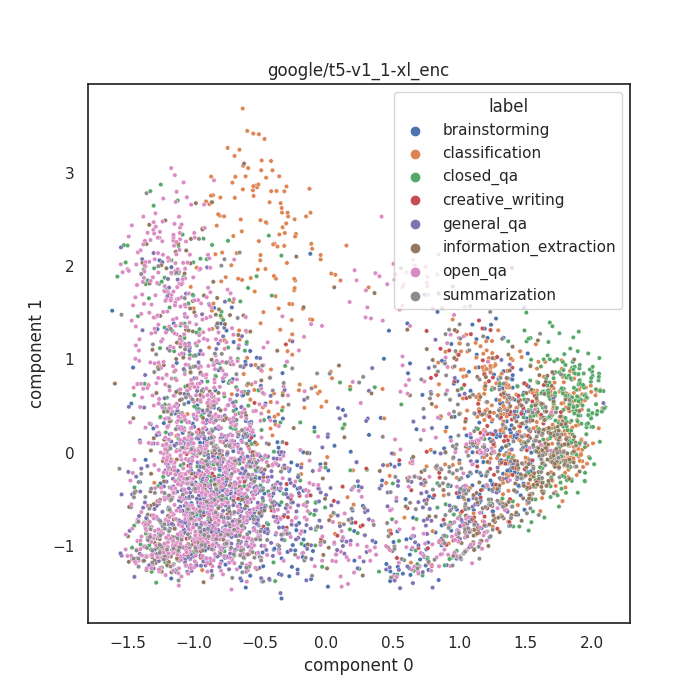 google/t5-v1_1-xl_enc
label
brainstorming
classification
closed_qa
creative_writing
general_qa
information_extraction
open_qa
summarization
3
2
1
0
−1
component 1
−1.5 −1.0 −0.5 0.0 0.5 1.0 1.5 2.0
component 0